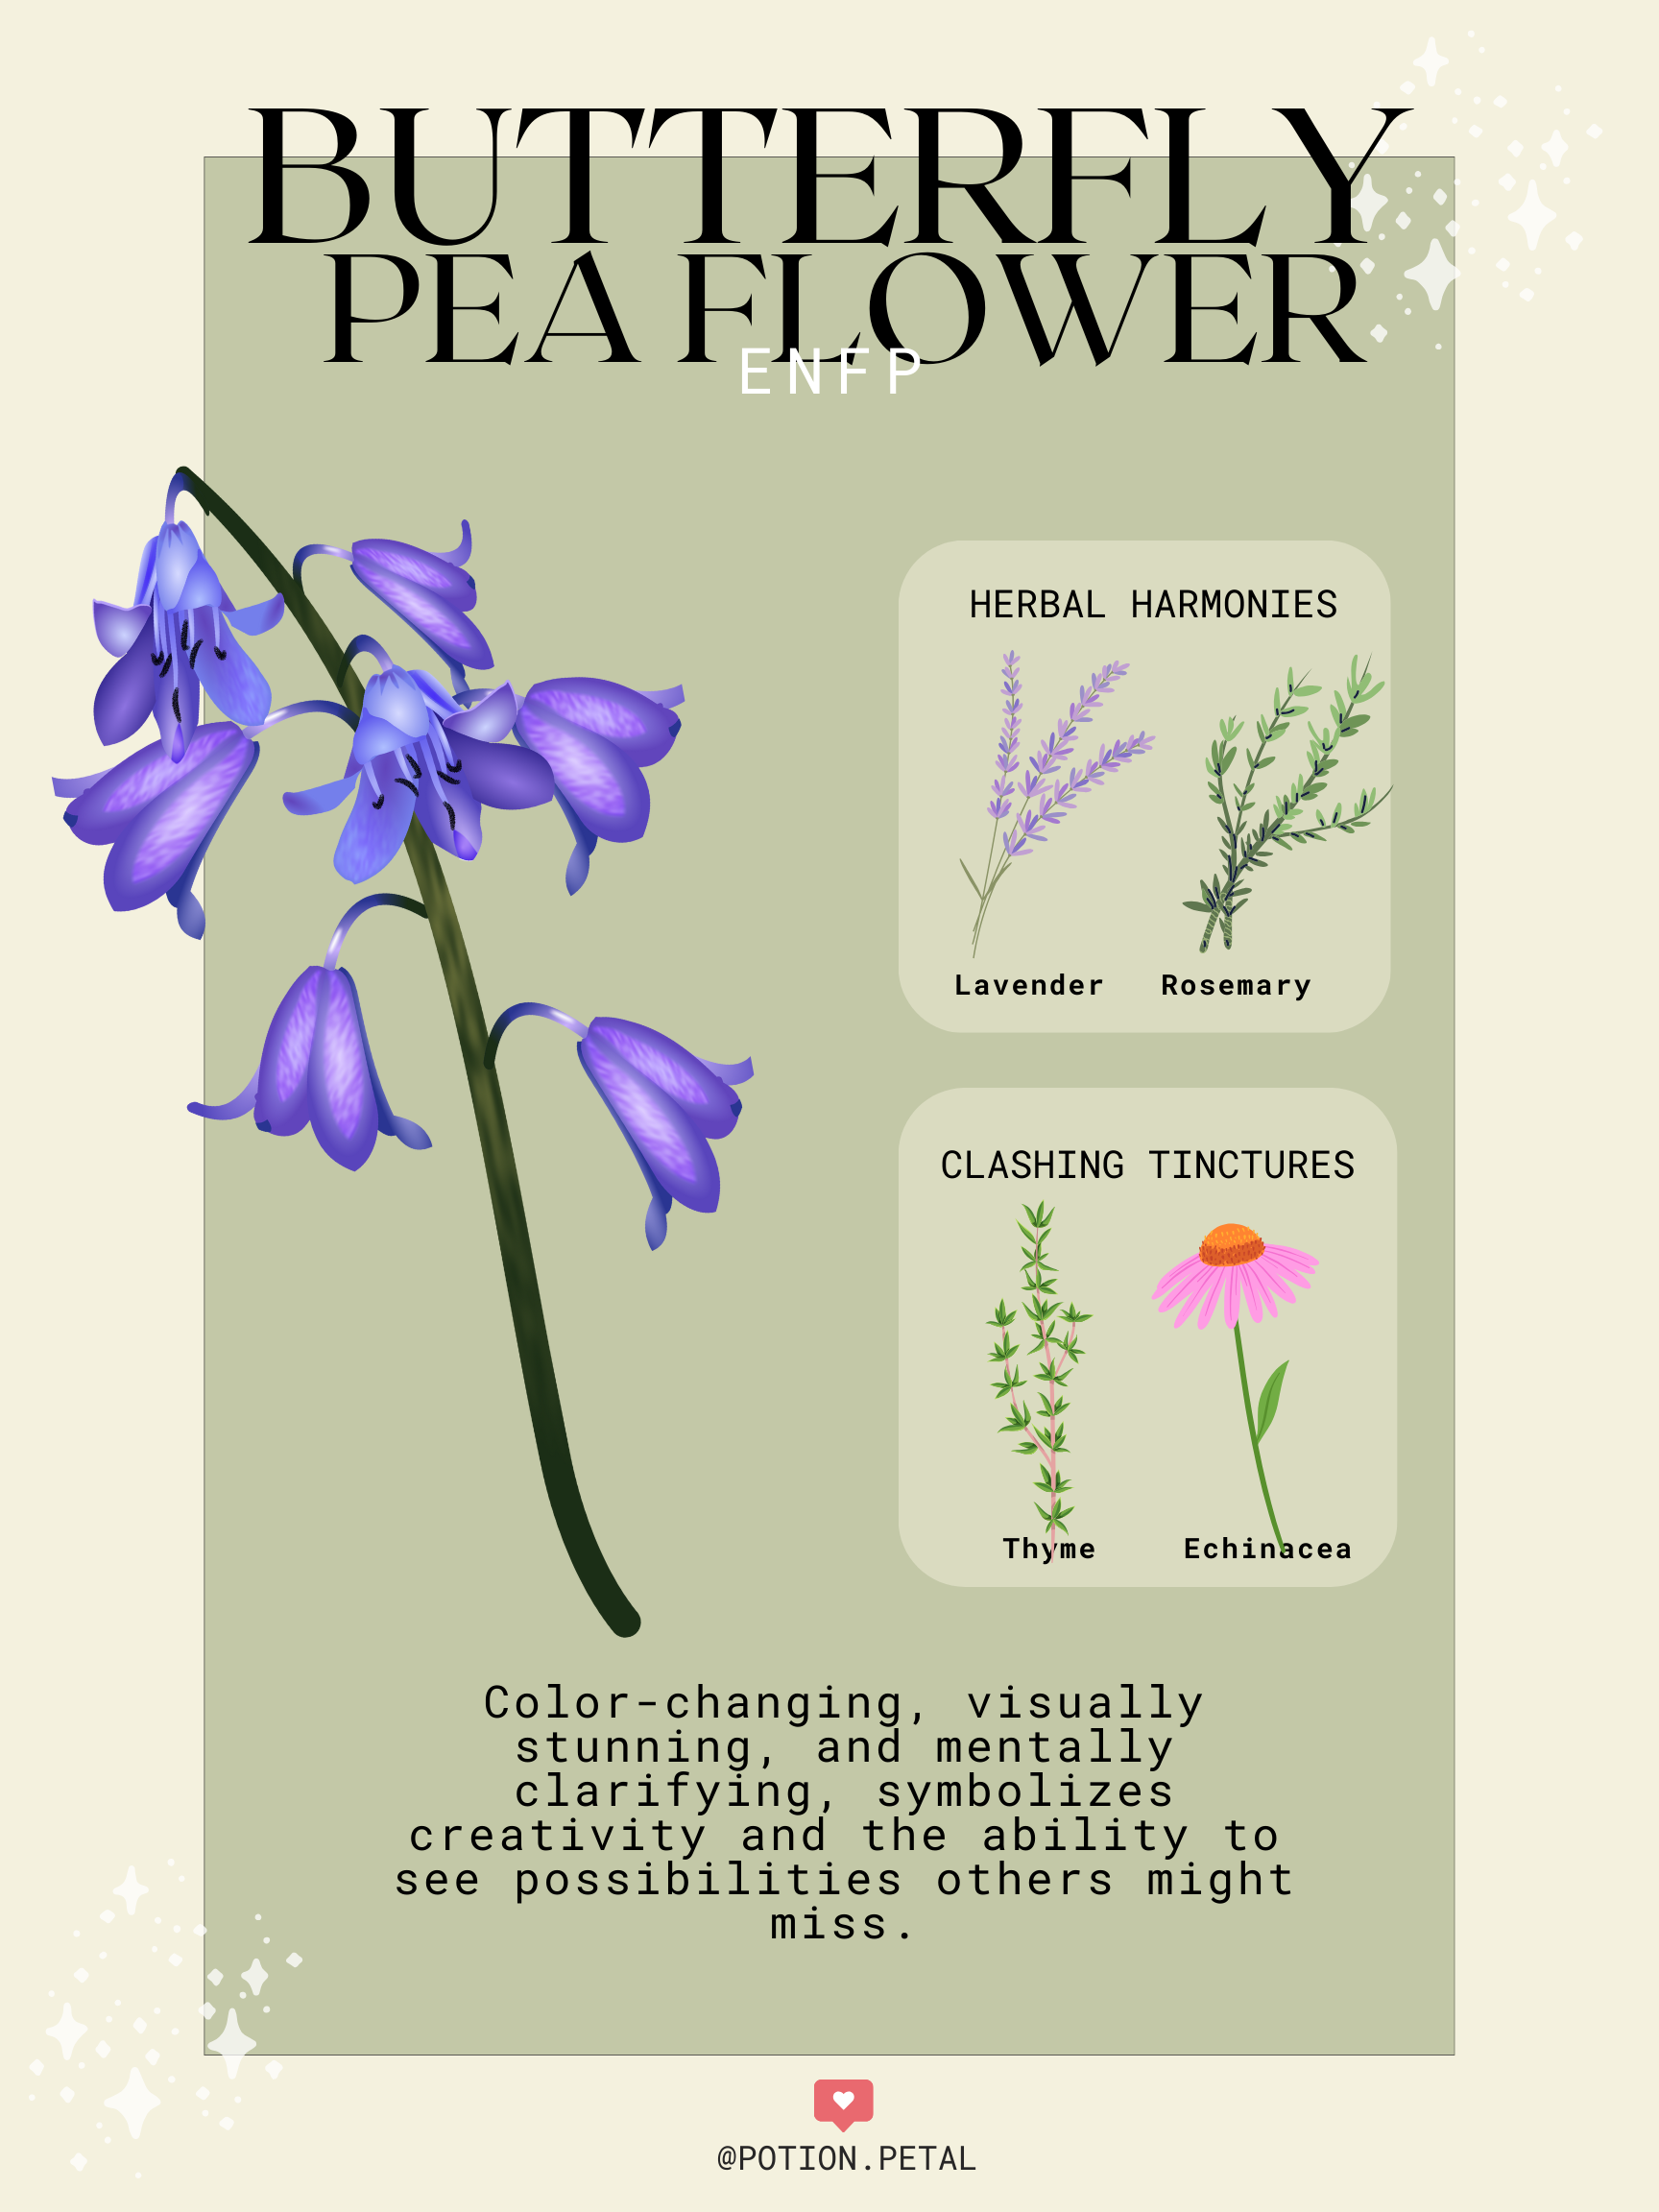 BUTTERFLY
PEA FLOWER
ENFP
HERBAL HARMONIES
Lavender Rosemary
CLASHING TINCTURES
Thyme Echinacea
Color-changing, visually
stunning, and mentally
clarifying, symbolizes
creativity and the ability to
see possibilities others might
miss.
@POTION.PETAL